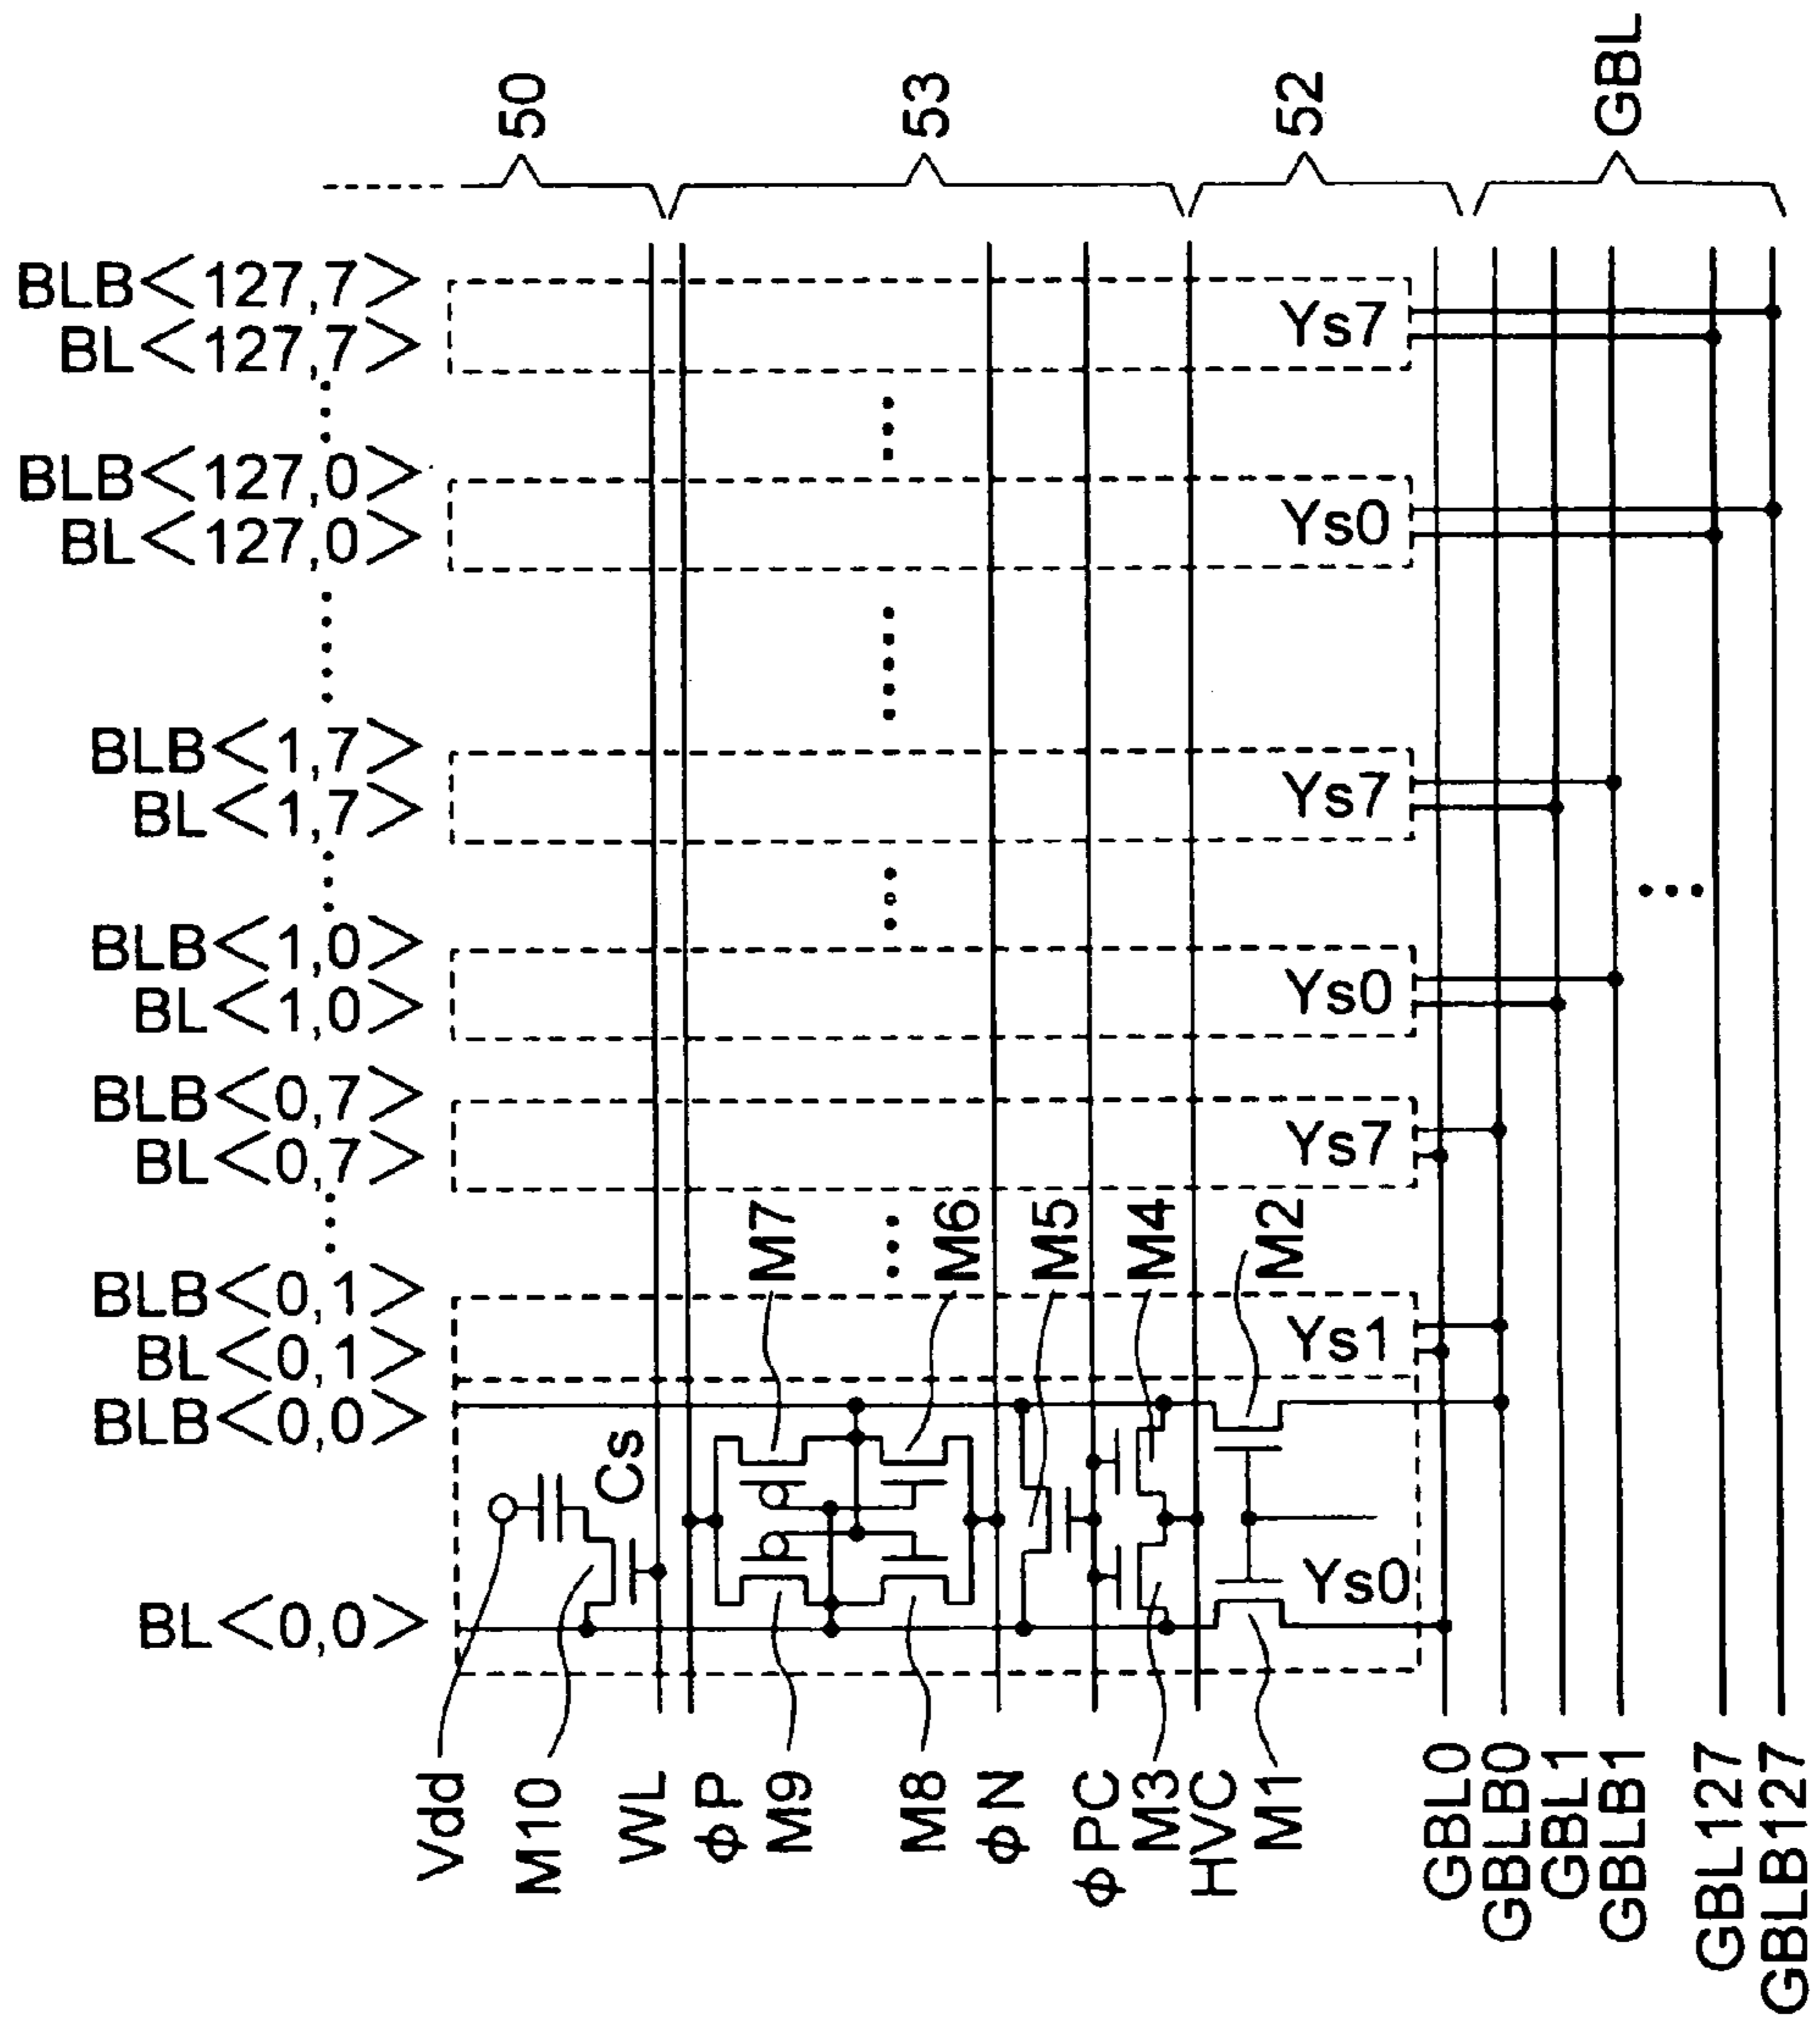 BLB<127,7>
BL<127,7>
BLB<127,0>
BL<127,0>
BLB<1,7>
BL<1,7>
BLB<1,0>
BL<1,0>
BLB<0,7>
BL<0,7>
BLB<0,1>
BL<0,1>
BLB<0,0>
BL<0,0>
50
53
52
GBL
Ys7
Ys0
Ys7
Ys0
Ys7
Ys1
Ys0
M7
M6
M5
M4
M2
Cs
Vdd
M10
WL
ΦP
M9
M8
ΦN
ΦPC
M3
HVC
M1
GBL0
GBLB0
GBL1
GBLB1
GBL127
GBLB127